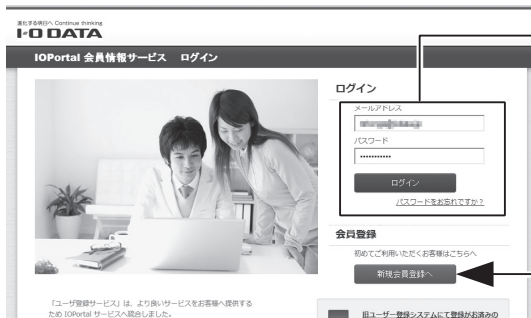 進化する明日へ Continue thinking
I-O DATA
IOPortal 会員情報サービス ログイン
ログイン
メールアドレス
パスワード
ログイン
パスワードをお忘れですか?
会員登録
初めてご利用いただくお客様はこちらへ
新規会員登録へ
「ユーザ登録サービス」は、より良いサービスをお客様へ提供する
ため IOPortal サービスへ統合しました。
旧ユーザー登録システムにて登録がお済みの